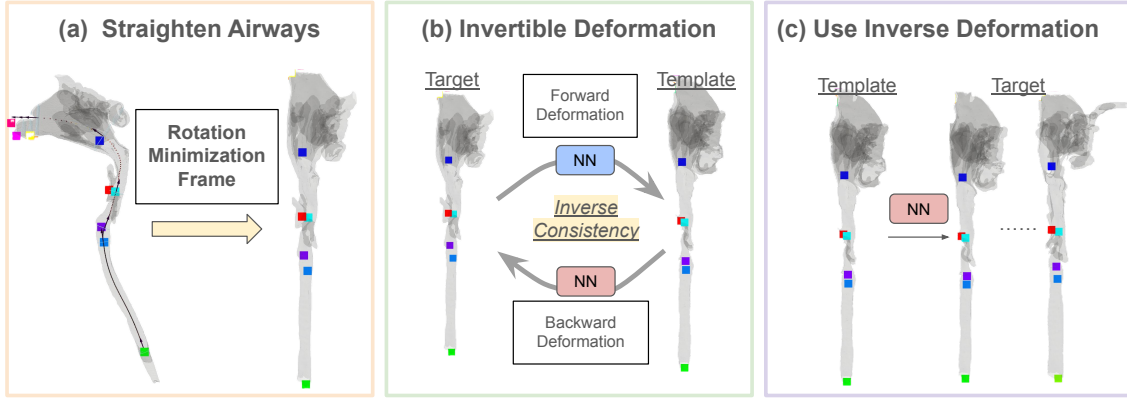 (a) Straighten Airways
Rotation
Minimization
Frame
(b) Invertible Deformation
Target
Forward
Deformation
Template
NN
Inverse
Consistency
NN
Backward
Deformation
(c) Use Inverse Deformation
Template
Target
NN
......